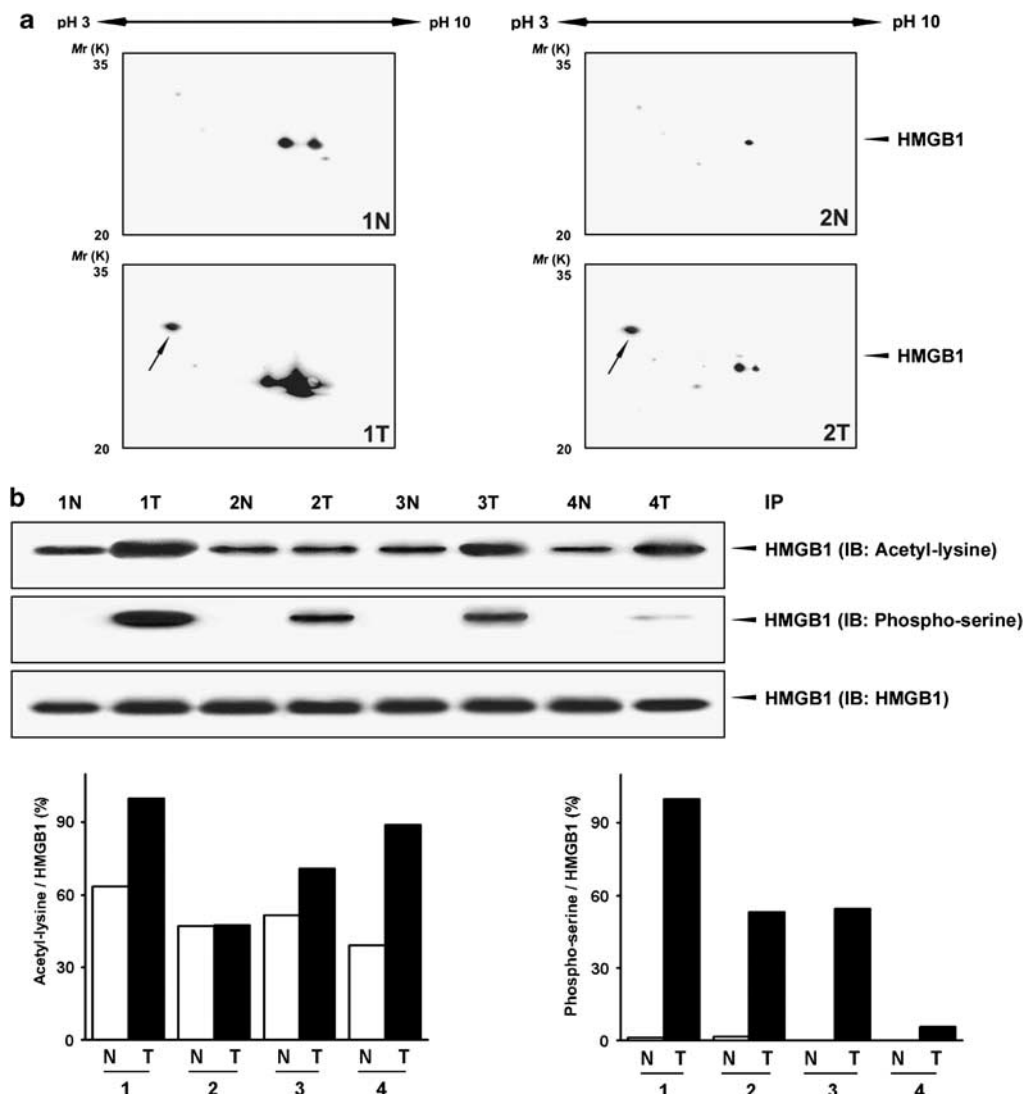 a
pH 3 pH 10 pH 3 pH 10
Mr (K) Mr (K)
35 35
HMGB1
1N 2N
20 20
Mr (K) Mr (K)
35 35
HMGB1
1T 2T
20 20
b
1N 1T 2N 2T 3N 3T 4N 4T IP
HMGB1 (IB: Acetyl-lysine)
HMGB1 (IB: Phospho-serine)
HMGB1 (IB: HMGB1)
Acetyl-lysine / HMGB1 (%)
90
60
30
0
N T N T N T N T
1 2 3 4
Phospho-serine / HMGB1 (%)
90
60
30
0
N T N T N T N T
1 2 3 4